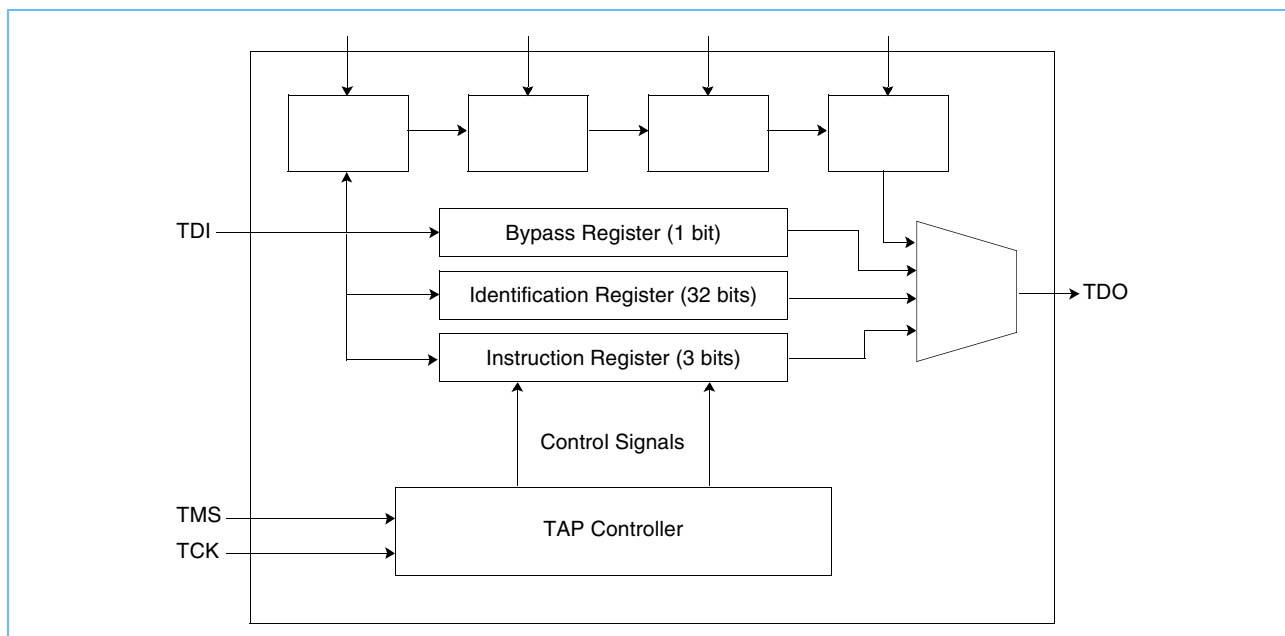 TDI
Bypass Register (1 bit)
Identification Register (32 bits)
TDO
Instruction Register (3 bits)
Control Signals
TMS
TAP Controller
TCK